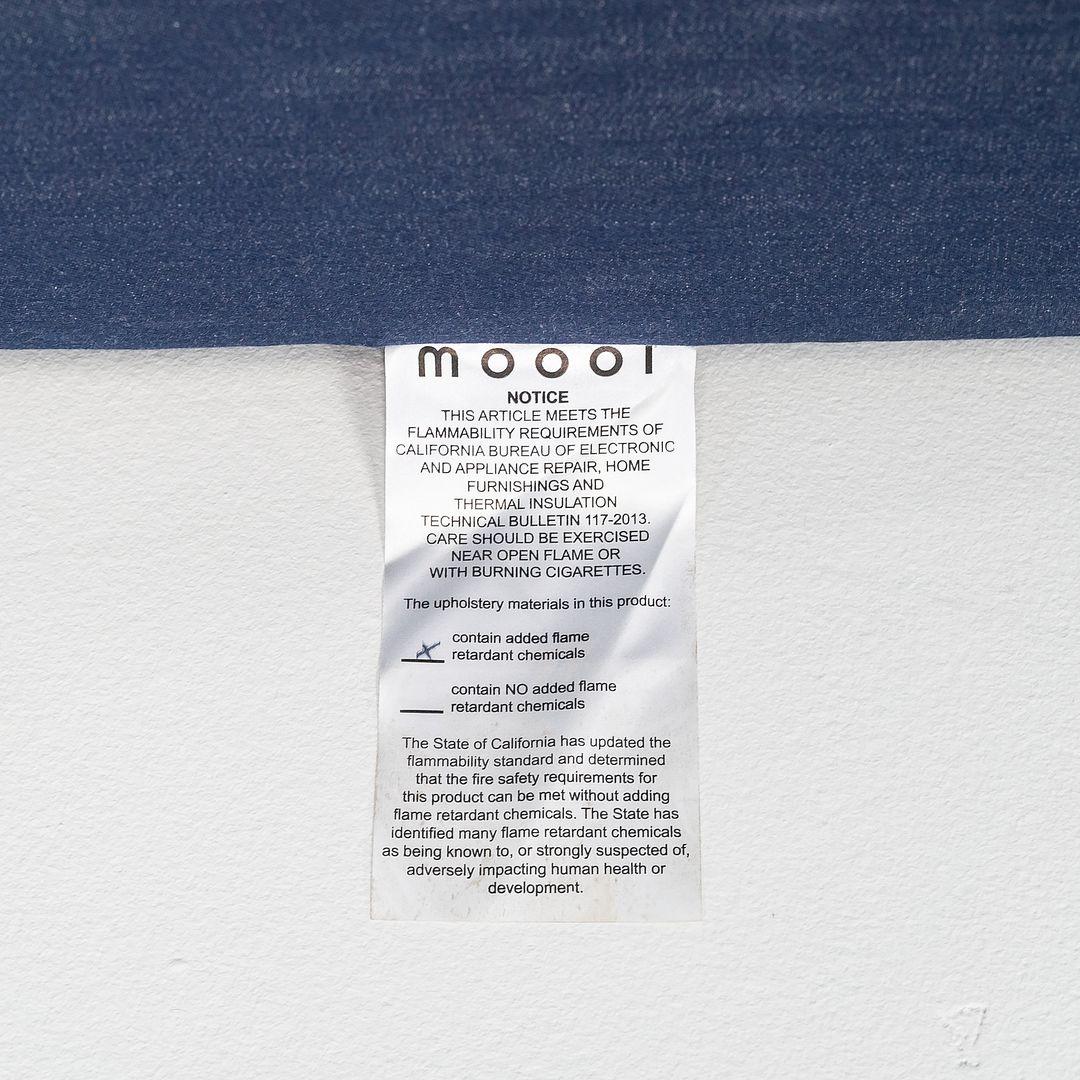 moooi
NOTICE
THIS ARTICLE MEETS THE
FLAMMABILITY REQUIREMENTS OF
CALIFORNIA BUREAU OF ELECTRONIC
AND APPLIANCE REPAIR, HOME
FURNISHINGS AND
THERMAL INSULATION
TECHNICAL BULLETIN 117-2013.
CARE SHOULD BE EXERCISED
NEAR OPEN FLAME OR
WITH BURNING CIGARETTES.
The upholstery materials in this product:
X contain added flame
retardant chemicals
contain NO added flame
retardant chemicals
The State of California has updated the
flammability standard and determined
that the fire safety requirements for
this product can be met without adding
flame retardant chemicals. The State has
identified many flame retardant chemicals
as being known to, or strongly suspected of,
adversely impacting human health or
development.